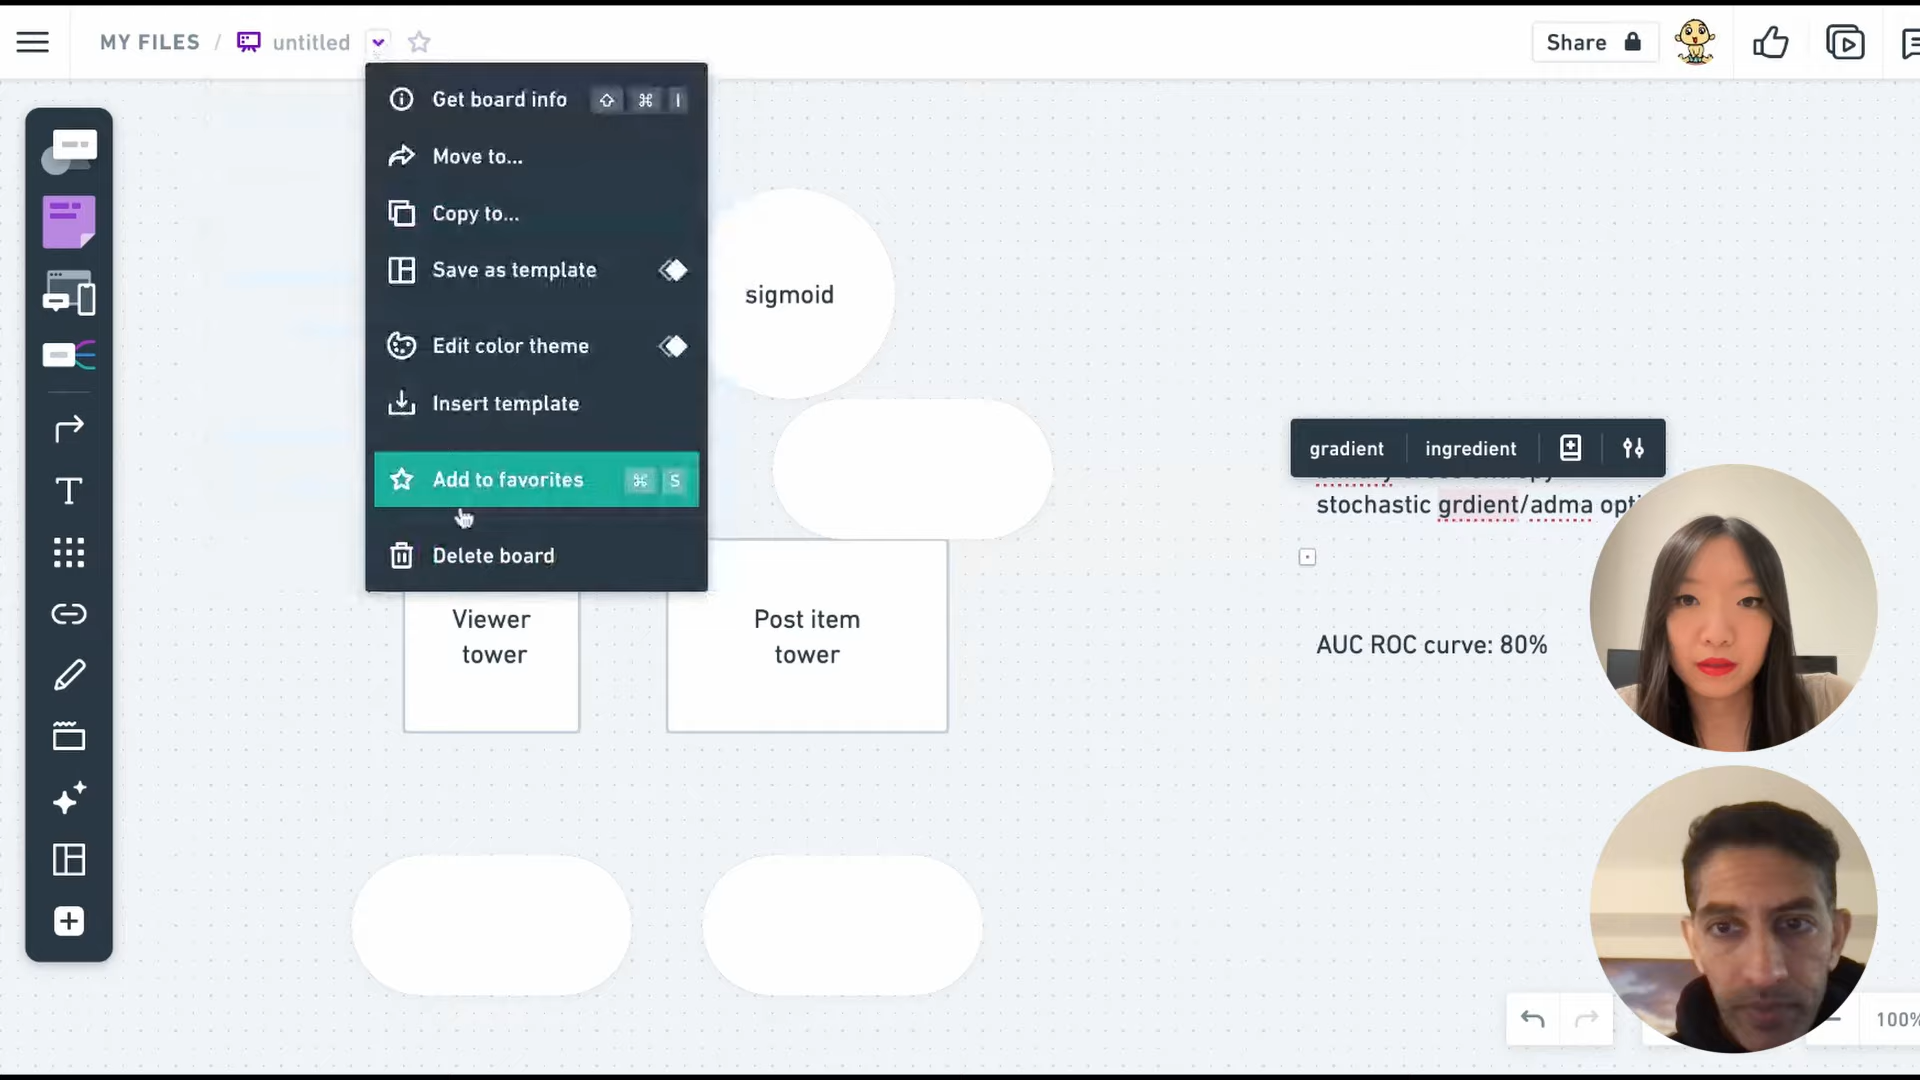 MY FILES / untitled
Share
Get board info ⌘ I
Move to...
Copy to...
Save as template
Edit color theme
Insert template
Add to favorites ⌘ S
Delete board
sigmoid
Viewer
tower
Post item
tower
gradient ingredient
stochastic grdient/adma
AUC ROC curve: 80%
100%